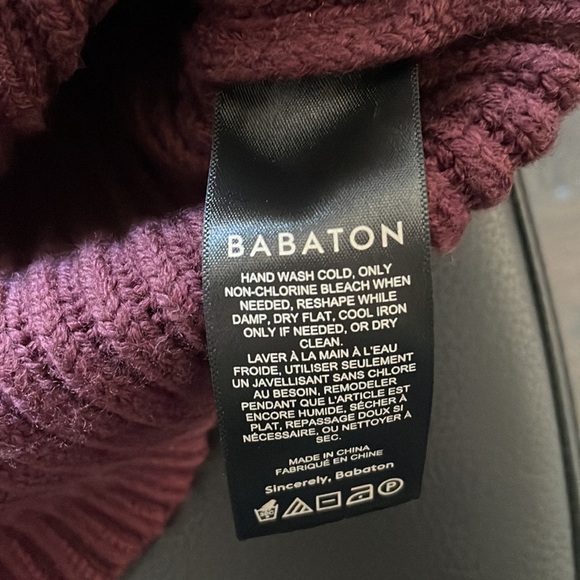 BABATON
HAND WASH COLD, ONLY
NON-CHLORINE BLEACH WHEN
NEEDED, RESHAPE WHILE
DAMP, DRY FLAT, COOL IRON
ONLY IF NEEDED, OR DRY
CLEAN.
LAVER À LA MAIN À L'EAU
FROIDE, UTILISER SEULEMENT
UN JAVELLISANT SANS CHLORE
AU BESOIN, REMODELER
PENDANT QUE L'ARTICLE EST
ENCORE HUMIDE, SÉCHER À
PLAT, REPASSAGE DOUX SI
NÉCESSAIRE, OU NETTOYER À
SEC.
MADE IN CHINA
FABRIQUÉ EN CHINE
Sincerely, Babaton
P